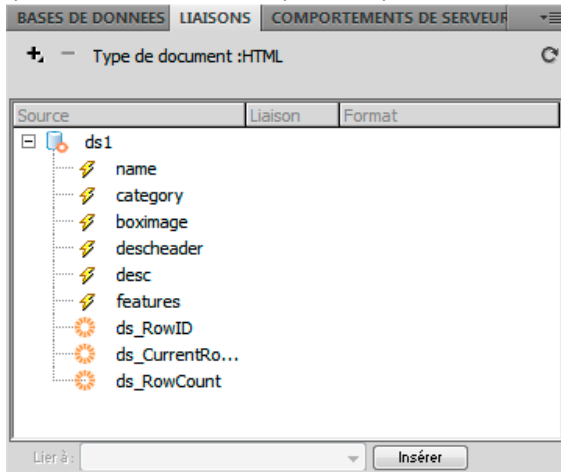 BASES DE DONNEES LIAISONS COMPORTEMENTS DE SERVEUR
Type de document :HTML
Source Liaison Format
ds1
name
category
boximage
descheader
desc
features
ds_RowID
ds_CurrentRo...
ds_RowCount
Lier à : Insérer